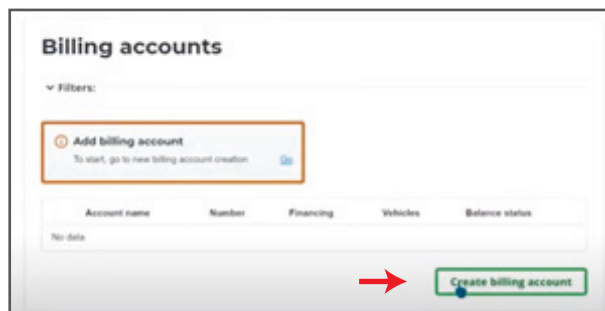 Billing accounts
Filters:
Add billing account
To start, go to new billing account creation Go
Account name Number Financing Vehicles Balance status
No data
Create billing account